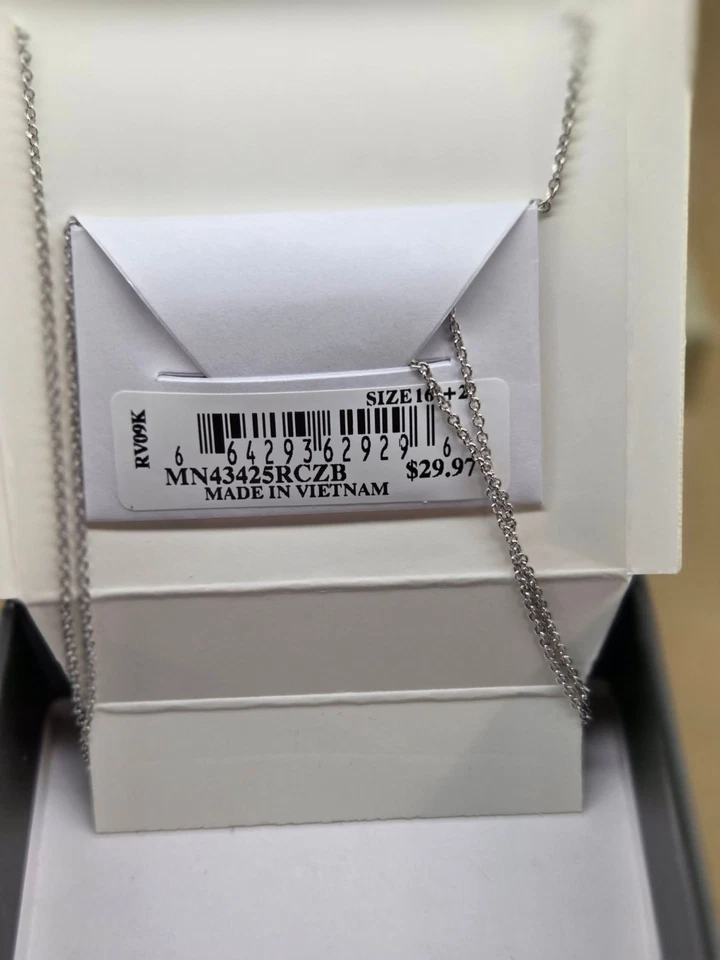 SIZE 16 +2
RV09K
6 64293 62929 6
MN43425RCZB $29.97
MADE IN VIETNAM